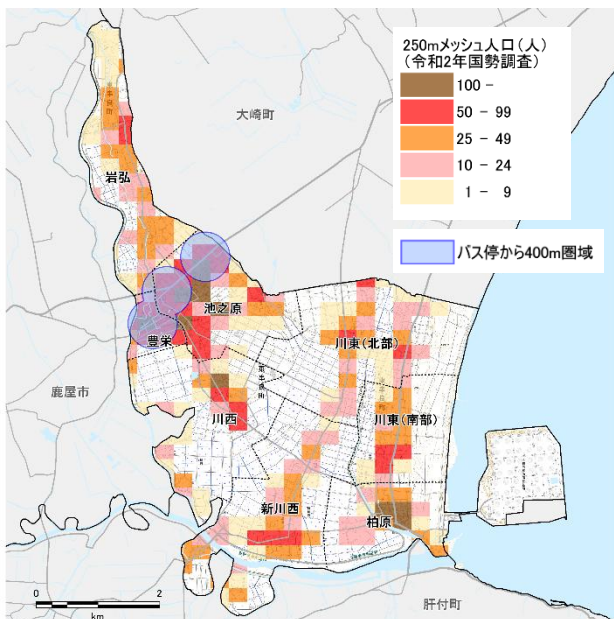 250mメッシュ人口(人)
(令和2年国勢調査)
100 -
50 - 99
25 - 49
10 - 24
1 - 9
バス停から400m圏域
大崎町
岩弘
池之原
豊栄
川東(北部)
鹿屋市
川西
川東(南部)
新川西
柏原
肝付町
0 2
km